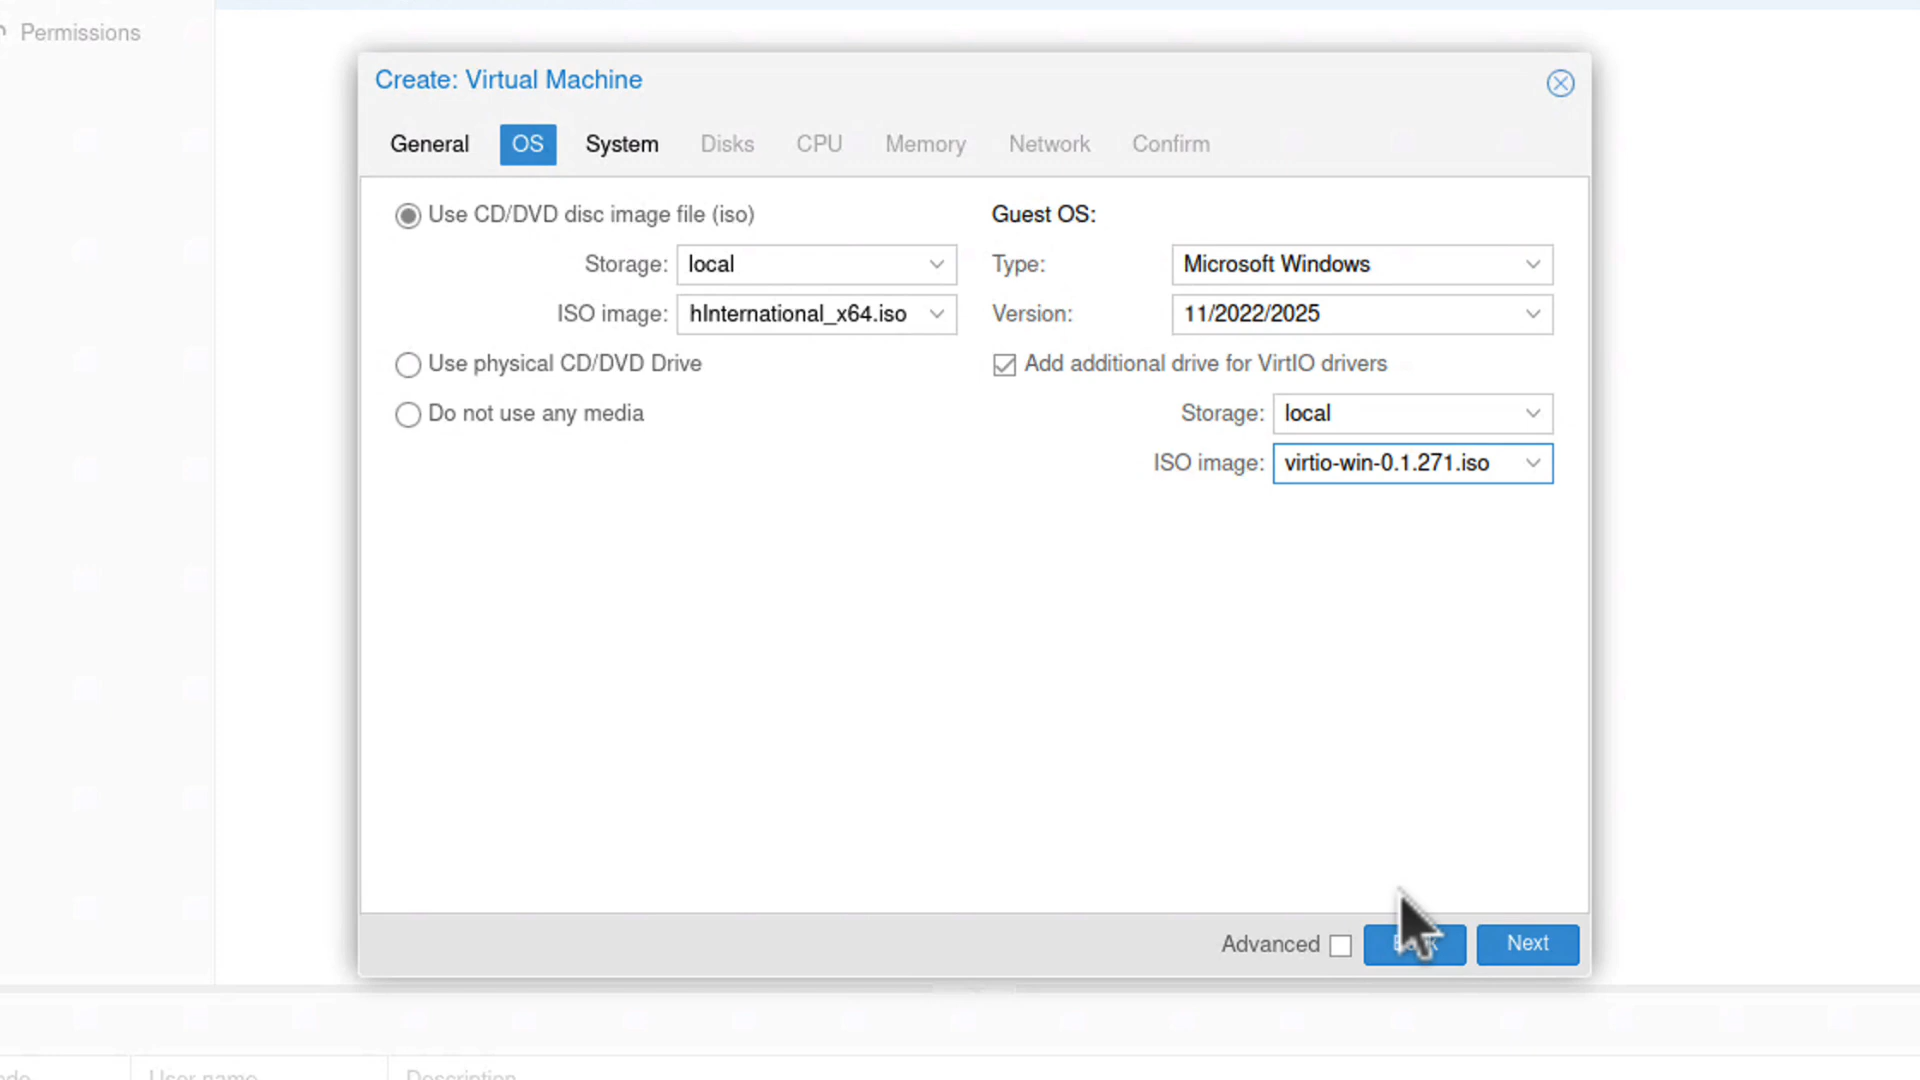 Permissions
Create: Virtual Machine
General OS System Disks CPU Memory Network Confirm
Use CD/DVD disc image file (iso)
Storage: local
ISO image: hInternational_x64.iso
Use physical CD/DVD Drive
Do not use any media
Guest OS:
Type: Microsoft Windows
Version: 11/2022/2025
Add additional drive for VirtIO drivers
Storage: local
ISO image: virtio-win-0.1.271.iso
Advanced Next
User name Description